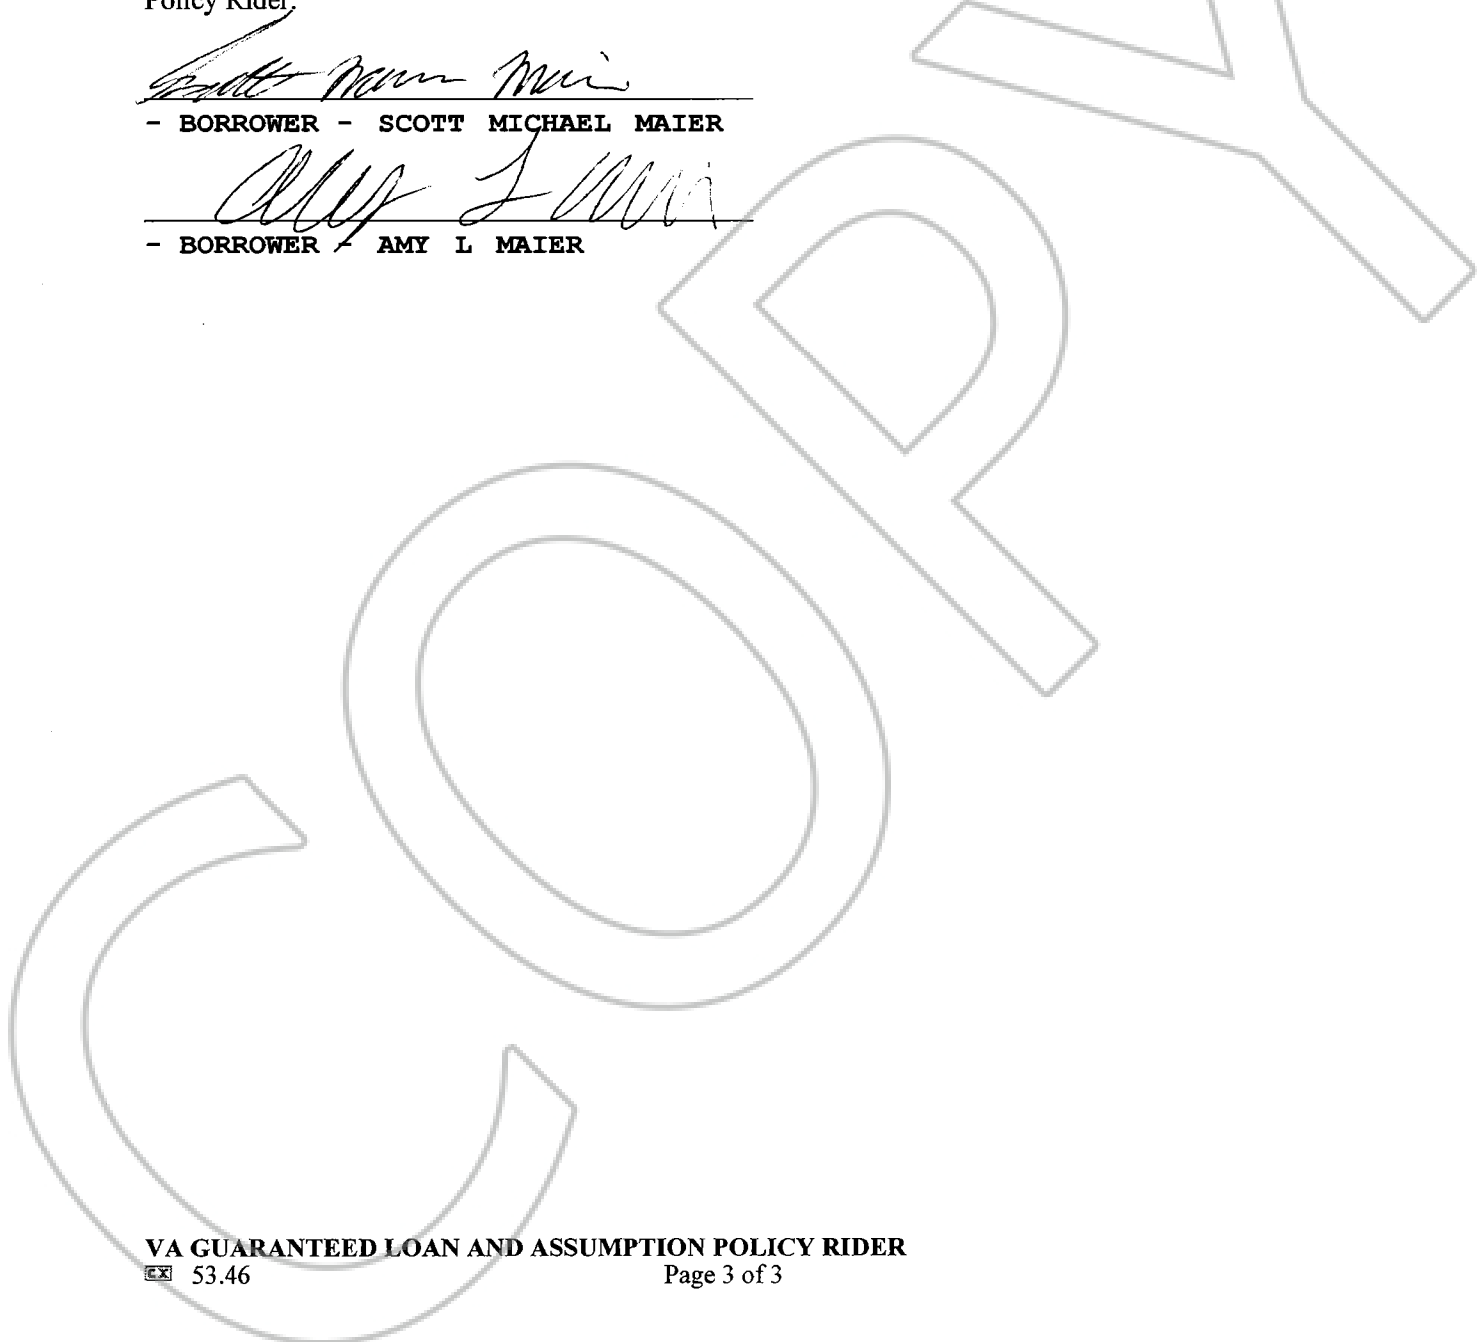 Policy Rider.
- BORROWER - SCOTT MICHAEL MAIER
- BORROWER - AMY L MAIER
COPY
VA GUARANTEED LOAN AND ASSUMPTION POLICY RIDER
CX 53.46 Page 3 of 3